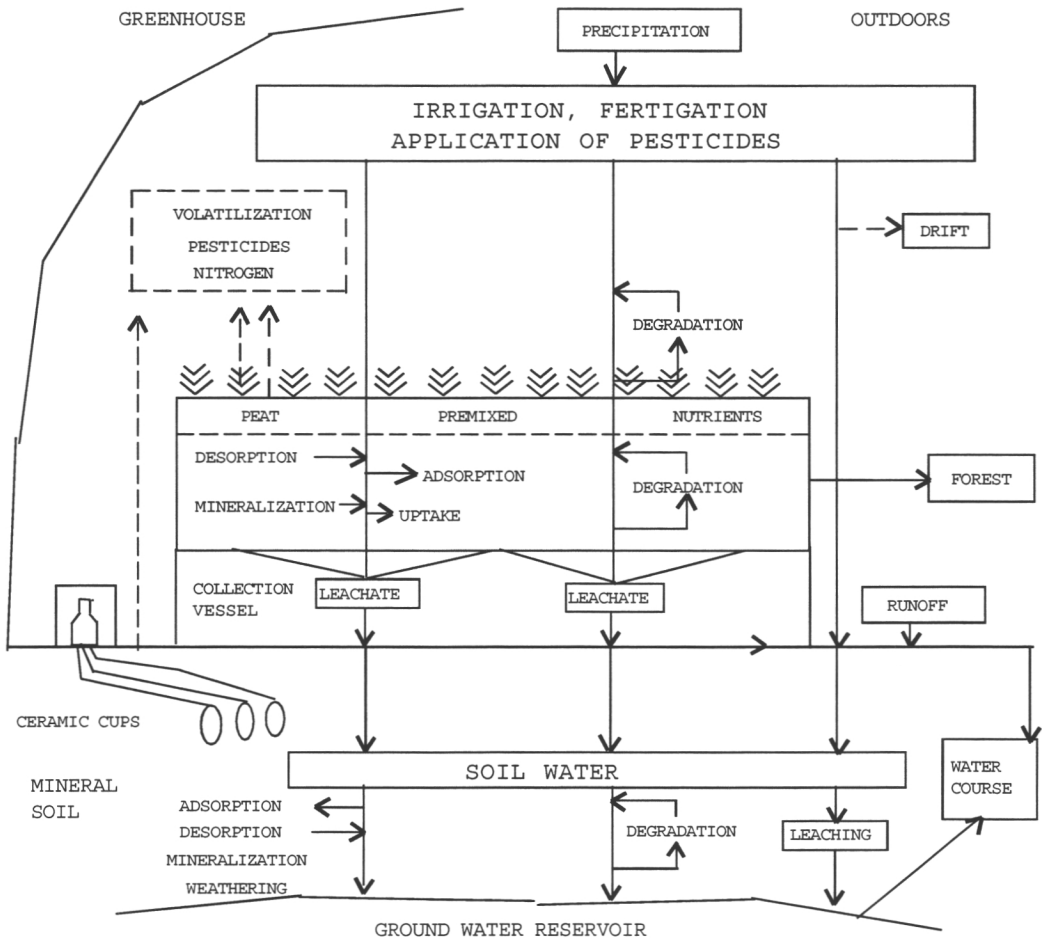 GREENHOUSE
OUTDOORS
PRECIPITATION
IRRIGATION, FERTIGATION
APPLICATION OF PESTICIDES
VOLATILIZATION
PESTICIDES
NITROGEN
DRIFT
DEGRADATION
PEAT
PREMIXED
NUTRIENTS
DESORPTION
ADSORPTION
MINERALIZATION
UPTAKE
DEGRADATION
FOREST
COLLECTION
VESSEL
LEACHATE
LEACHATE
RUNOFF
CERAMIC CUPS
MINERAL
SOIL
SOIL WATER
WATER
COURSE
ADSORPTION
DESORPTION
MINERALIZATION
WEATHERING
DEGRADATION
LEACHING
GROUND WATER RESERVOIR